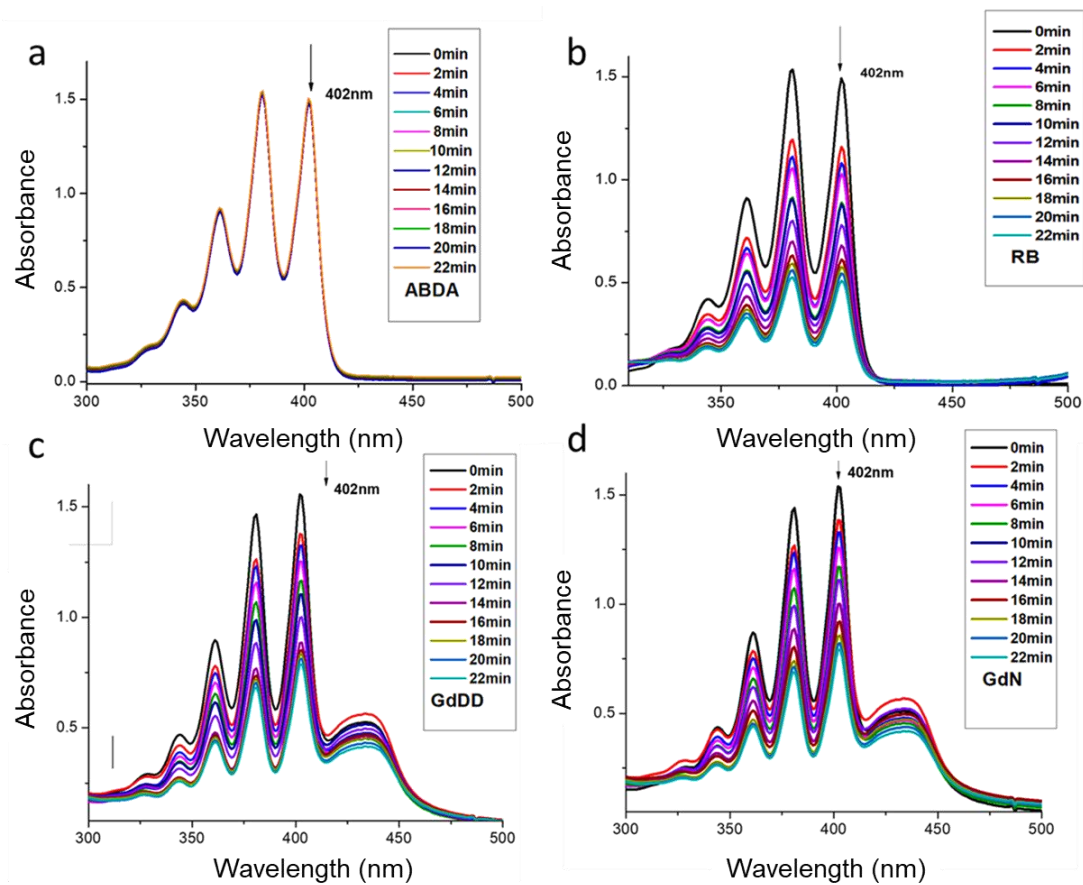 a
0min
2min
4min
6min
8min
10min
12min
14min
16min
18min
20min
22min
ABDA
402nm
1.5
1.0
0.5
0.0
300
350
400
450
500
Absorbance
Wavelength (nm)
b
0min
2min
4min
6min
8min
10min
12min
14min
16min
18min
20min
22min
RB
402nm
1.5
1.0
0.5
0.0
350
400
450
500
Absorbance
Wavelength (nm)
c
0min
2min
4min
6min
8min
10min
12min
14min
16min
18min
20min
22min
GdDD
402nm
1.5
1.0
0.5
300
350
400
450
500
Absorbance
Wavelength (nm)
d
0min
2min
4min
6min
8min
10min
12min
14min
16min
18min
20min
22min
GdN
402nm
1.5
1.0
0.5
300
350
400
450
500
Absorbance
Wavelength (nm)